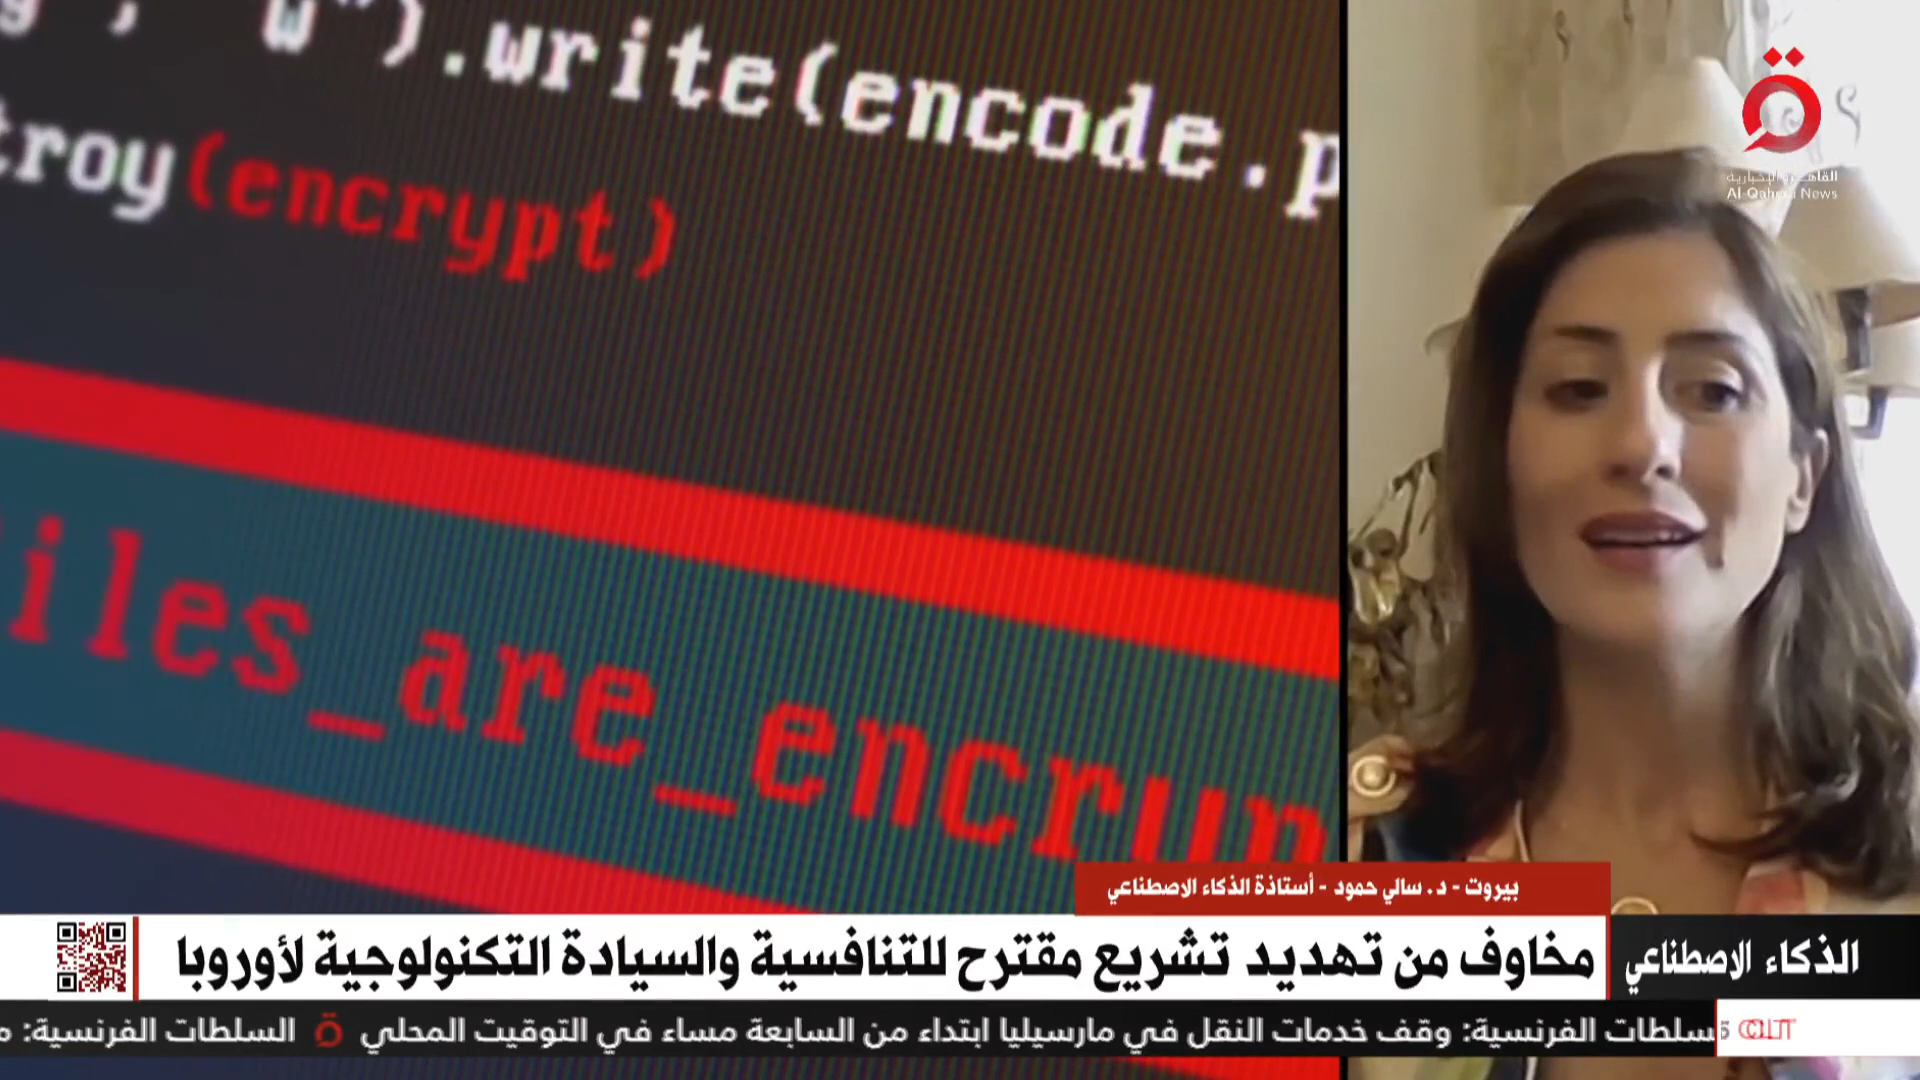 ", "w").write(encode.p
troy(encrypt)
iles_are_encryp
القاهرة الإخبارية
Al-Qahera News
بيروت - د. سالي حمود - أستاذة الذكاء الاصطناعي
الذكاء الاصطناعي
مخاوف من تهديد تشريع مقترح للتنافسية والسيادة التكنولوجية لأوروبا
سلطات الفرنسية: وقف خدمات النقل في مارسيليا ابتداء من السابعة مساء في التوقيت المحلي
السلطات الفرنسية: